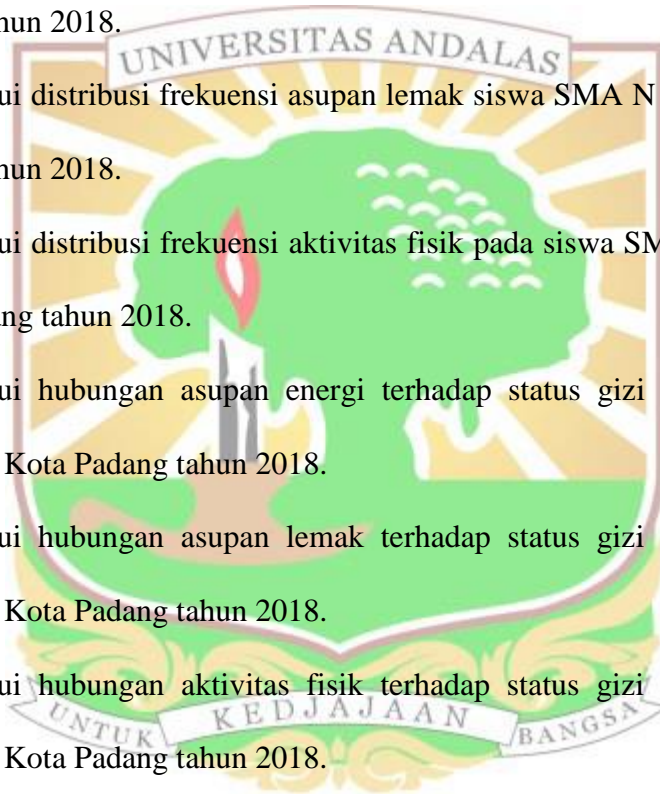 hun 2018.
UNIVERSITAS ANDALAS
ui distribusi frekuensi asupan lemak siswa SMA N
hun 2018.
ui distribusi frekuensi aktivitas fisik pada siswa SM
ng tahun 2018.
ui hubungan asupan energi terhadap status gizi
Kota Padang tahun 2018.
ui hubungan asupan lemak terhadap status gizi
Kota Padang tahun 2018.
ui hubungan aktivitas fisik terhadap status gizi
UNTUK KEDJAJAAN BANGSA
Kota Padang tahun 2018.